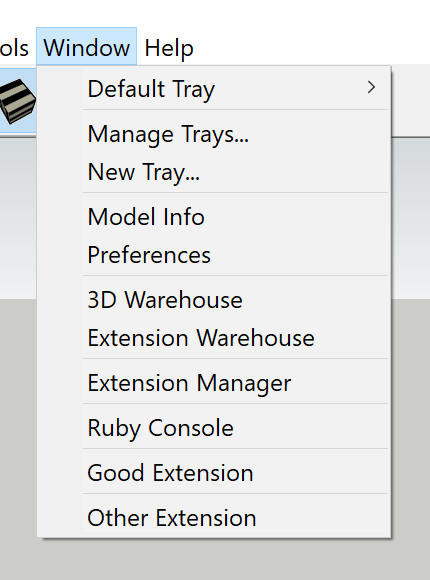 ols Window Help
Default Tray
Manage Trays...
New Tray...
Model Info
Preferences
3D Warehouse
Extension Warehouse
Extension Manager
Ruby Console
Good Extension
Other Extension